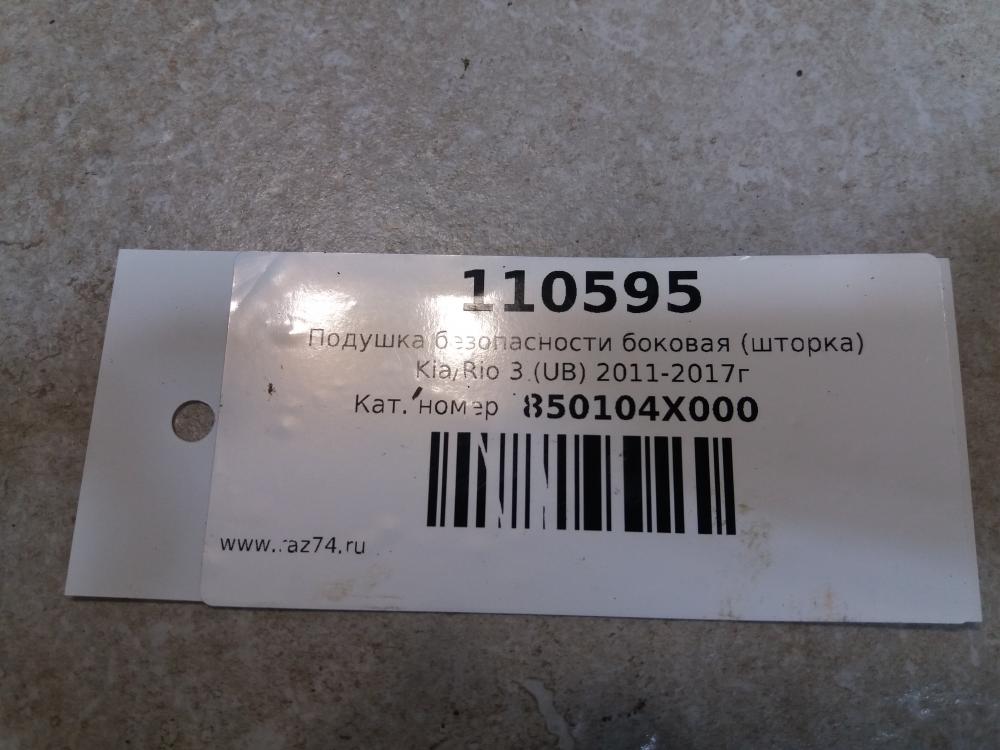 110595
Подушка безопасности боковая (шторка)
Kia Rio 3 (UB) 2011-2017г
Кат. номер 850104X000
www.raz74.ru